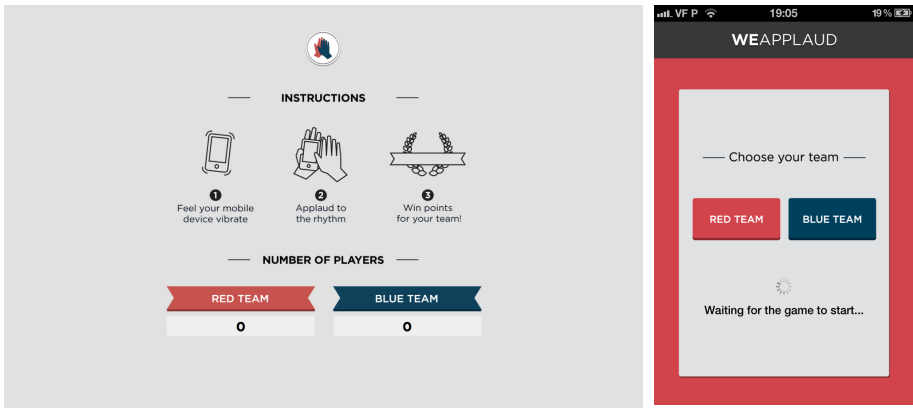 INSTRUCTIONS
1
Feel your mobile
device vibrate
2
Applaud to
the rhythm
3
Win points
for your team!
NUMBER OF PLAYERS
RED TEAM
0
BLUE TEAM
0
VF P 19:05 19 %
WEAPPLAUD
Choose your team
RED TEAM
BLUE TEAM
Waiting for the game to start...